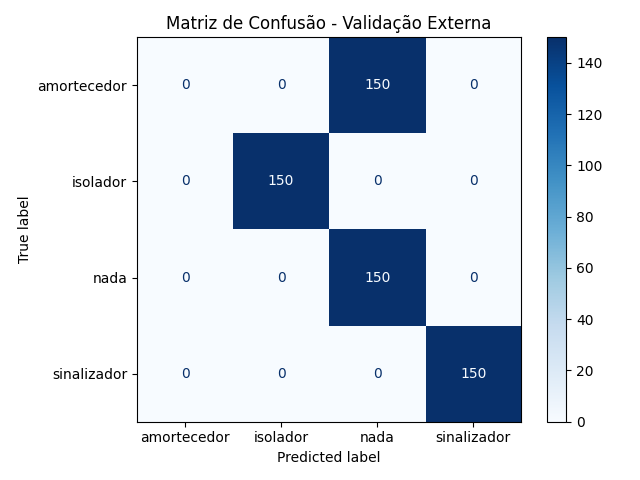 Matriz de Confusão - Validação Externa
amortecedor 0 0 150 0
isolador 0 150 0 0
nada 0 0 150 0
sinalizador 0 0 0 150
amortecedor isolador nada sinalizador
Predicted label
True label
140
120
100
80
60
40
20
0